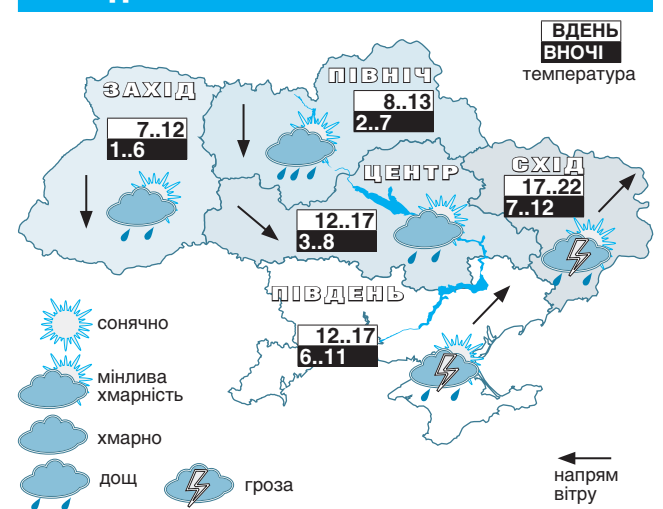 ВДЕНЬ
ВНОЧІ
температура
ПІВНІЧ
8..13
2..7
ЗАХІД
7..12
1..6
ЦЕНТР
12..17
3..8
СХІД
17..22
7..12
ПІВДЕНЬ
12..17
6..11
сонячно
мінлива
хмарність
хмарно
дощ
гроза
напрям
вітру